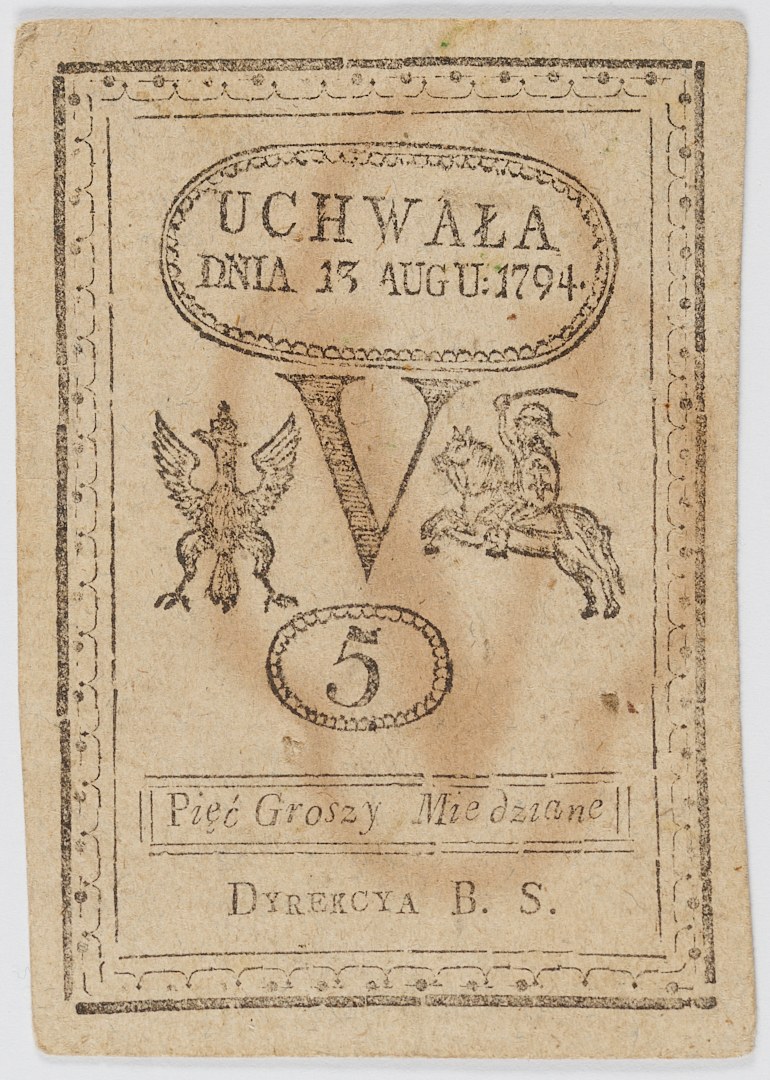 UCHWAŁA
DNIA 13 AUGU: 1794.
V
5
Pięć Groszy Miedziane
DYREKCYA B. S.